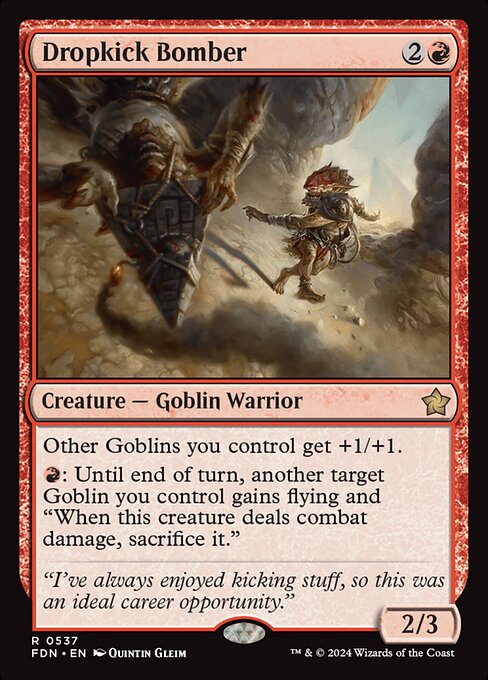 Dropkick Bomber 2
Creature — Goblin Warrior
Other Goblins you control get +1/+1.
: Until end of turn, another target
Goblin you control gains flying and
“When this creature deals combat
damage, sacrifice it.”
“I’ve always enjoyed kicking stuff, so this was
an ideal career opportunity.”
2/3
R 0537
FDN • EN Quintin Gleim
™ & © 2024 Wizards of the Coast